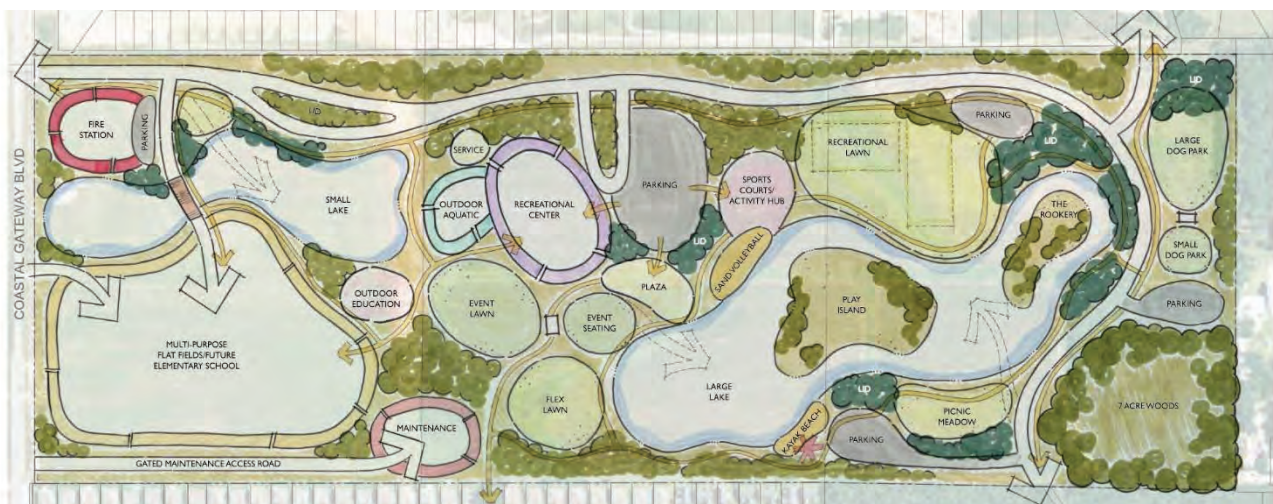 COASTAL GATEWAY BLVD
FIRE
STATION
PARKING
LID
SMALL
LAKE
SERVICE
OUTDOOR
AQUATIC
RECREATIONAL
CENTER
PARKING
LID
SPORTS
COURTS/
ACTIVITY HUB
SAND VOLLEYBALL
RECREATIONAL
LAWN
PARKING
LID
THE
ROOKERY
LID
LARGE
DOG PARK
SMALL
DOG PARK
PARKING
OUTDOOR
EDUCATION
EVENT
LAWN
EVENT
SEATING
PLAZA
PLAY
ISLAND
MULTI-PURPOSE
FLAT FIELDS/FUTURE
ELEMENTARY SCHOOL
LARGE
LAKE
FLEX
LAWN
MAINTENANCE
GATED MAINTENANCE ACCESS ROAD
KAYAK BEACH
LID
PARKING
PICNIC
MEADOW
7 ACRE WOODS